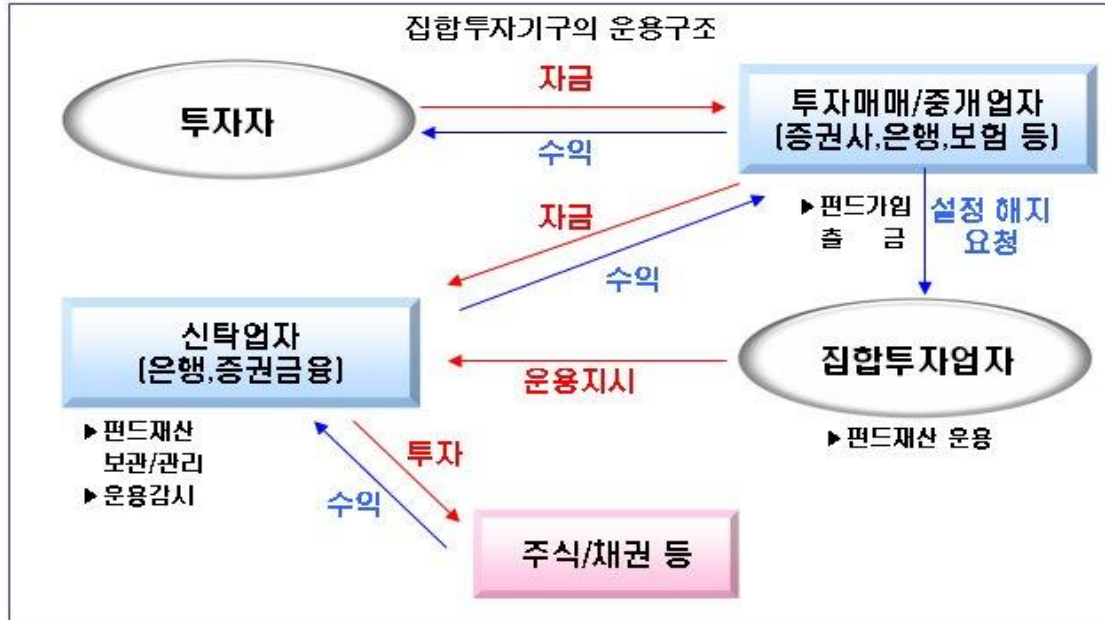 집합투자기구의 운용구조
투자자
자금
수익
투자매매/중개업자
(증권사,은행,보험 등)
자금
수익
▶펀드가입
출 금
설정 해지
요청
신탁업자
(은행,증권금융)
운용지시
집합투자업자
▶펀드재산
보관/관리
▶운용감시
▶펀드재산 운용
투자
수익
주식/채권 등